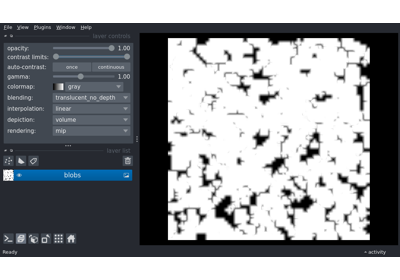 File View Plugins Window Help
layer controls
opacity: 1.00
contrast limits:
auto-contrast: once continuous
gamma: 1.00
colormap: gray
blending: translucent_no_depth
interpolation: linear
depiction: volume
rendering: mip
layer list
blobs
Ready activity